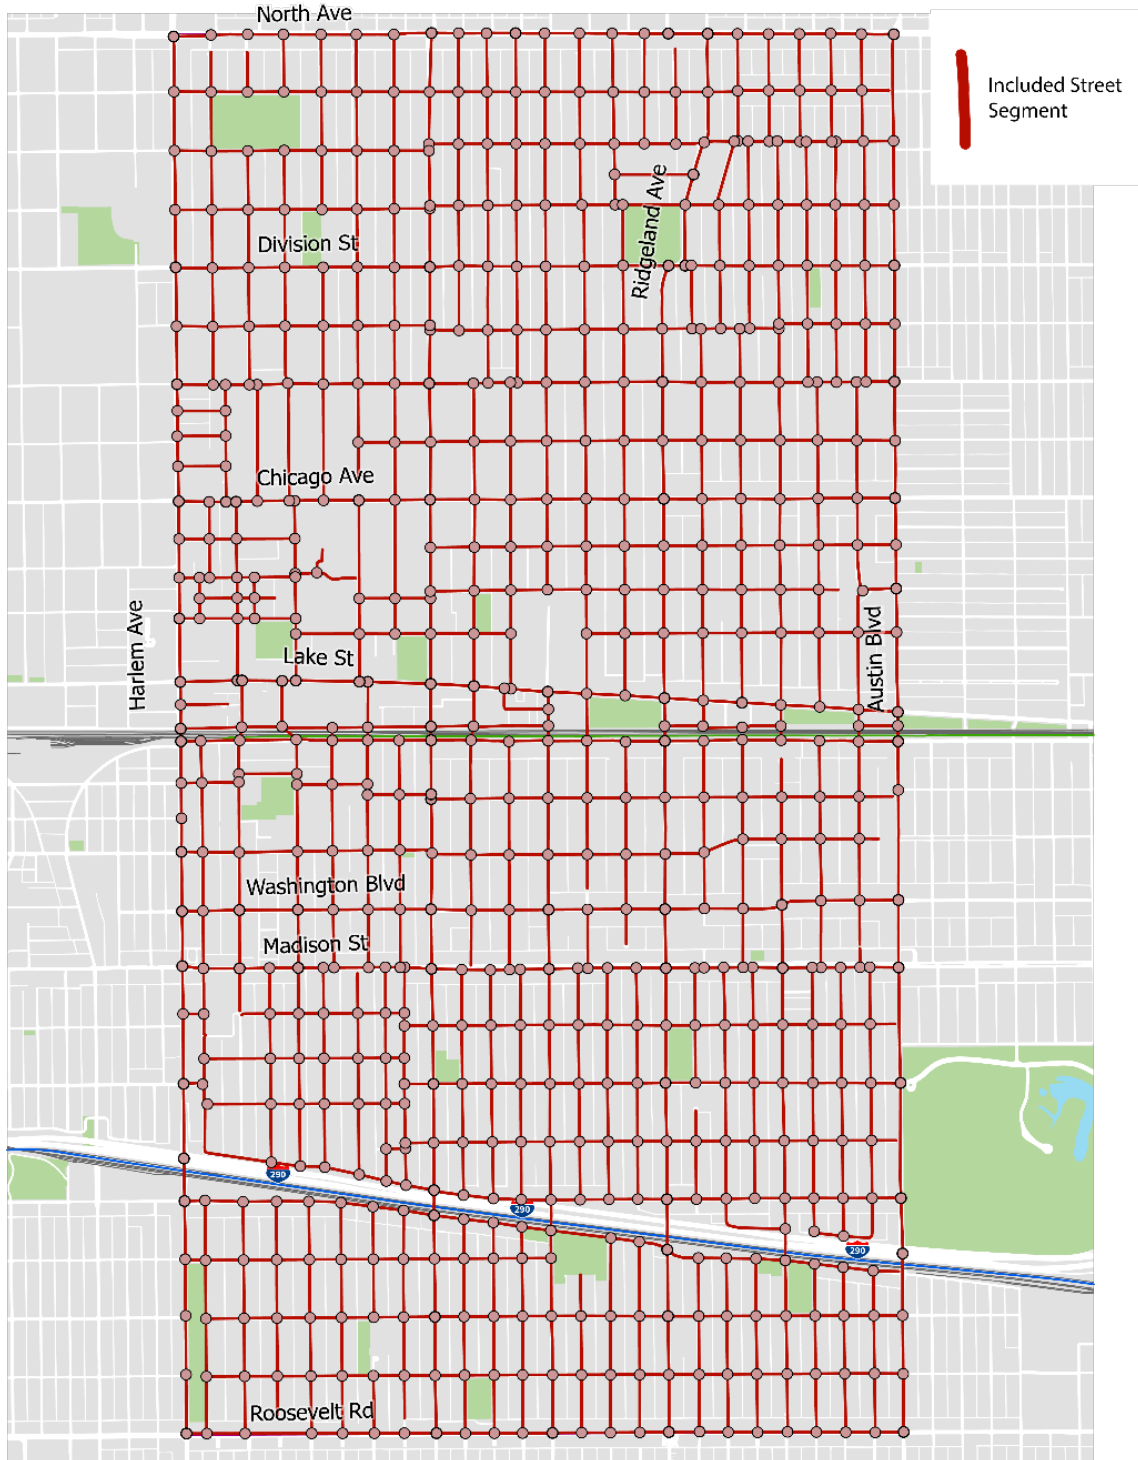 North Ave
Included Street
Segment
Ridgeland Ave
Division St
Chicago Ave
Harlem Ave
Lake St
Austin Blvd
Washington Blvd
Madison St
290
290
290
Roosevelt Rd